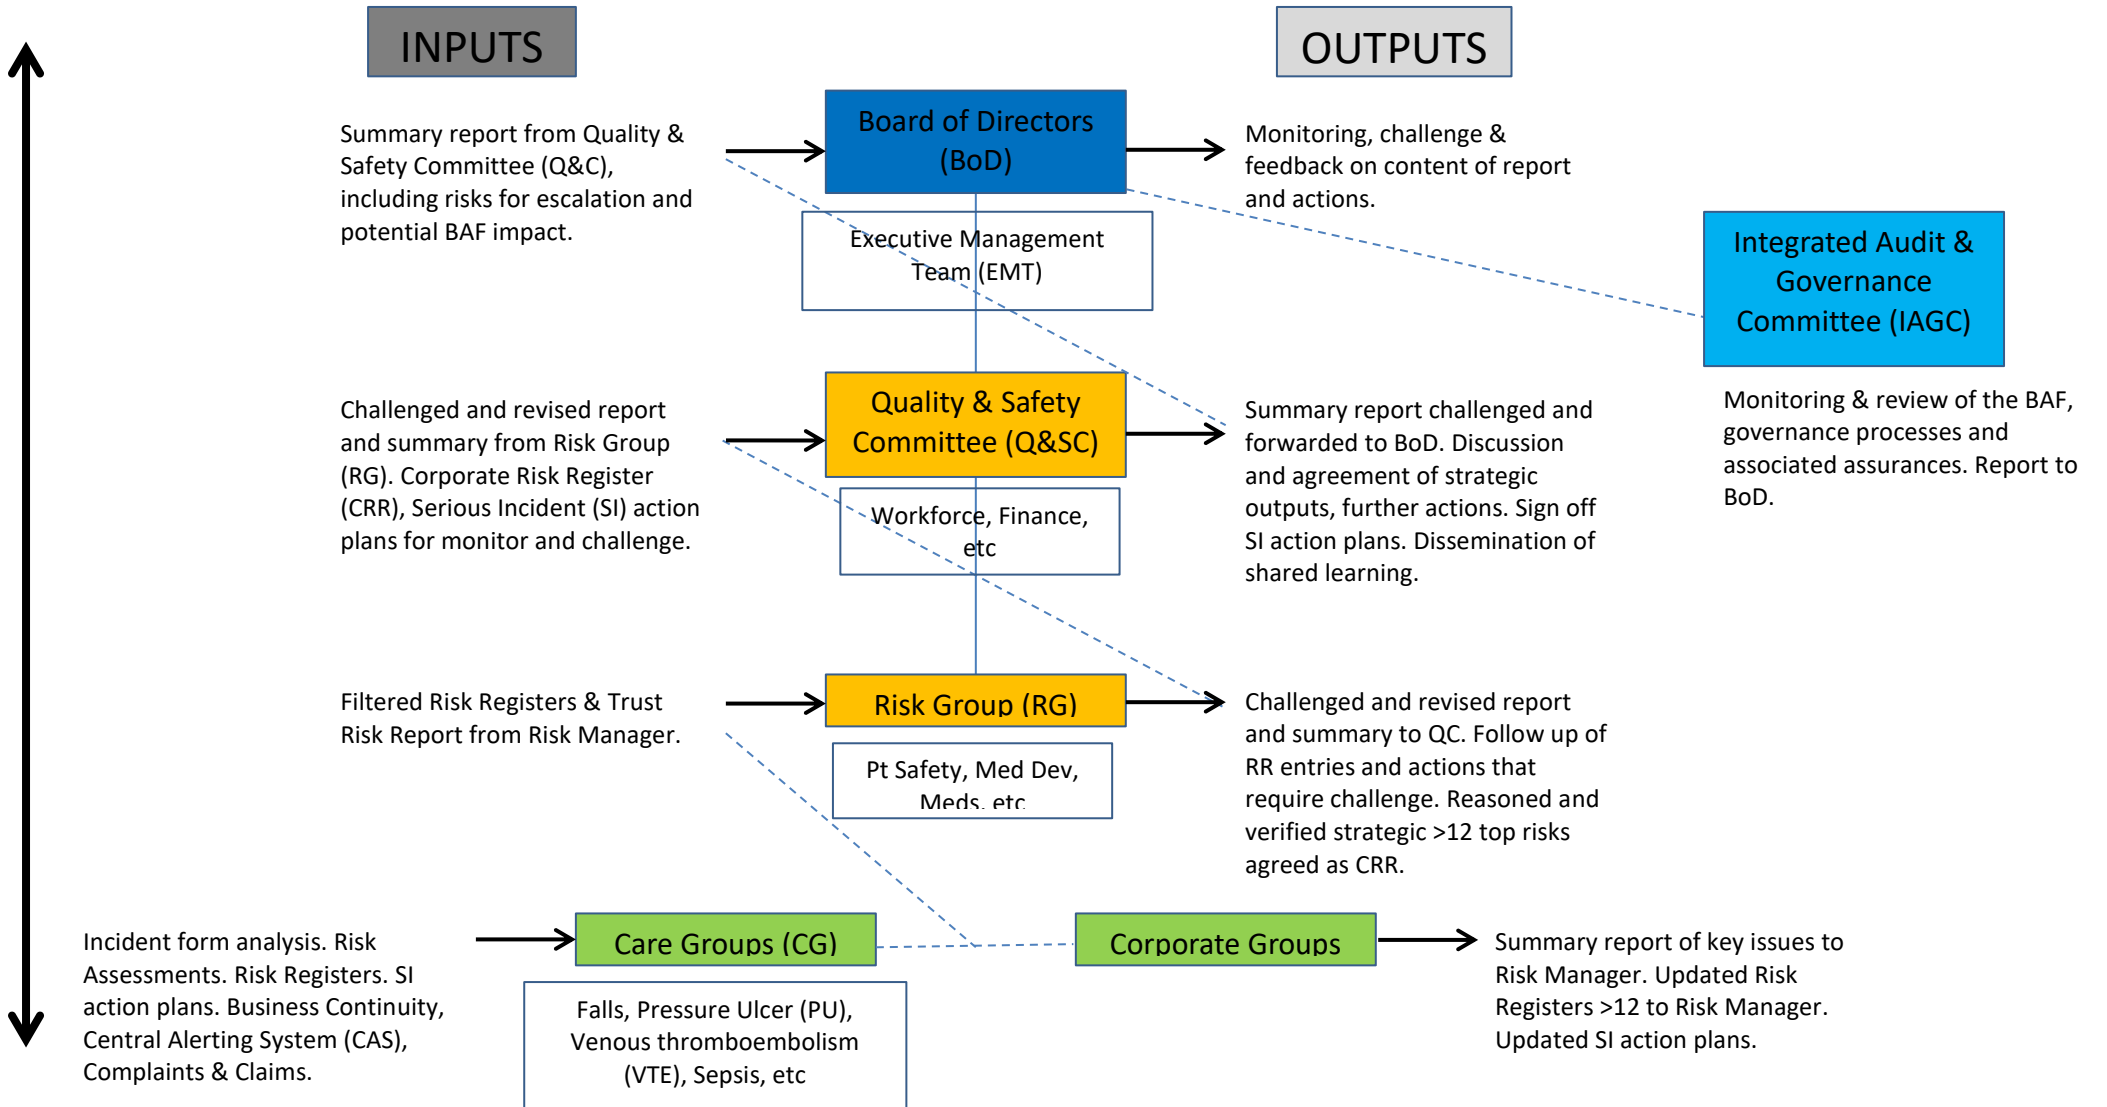 INPUTS
OUTPUTS
Summary report from Quality &
Safety Committee (Q&C),
including risks for escalation and
potential BAF impact.
Board of Directors
(BoD)
Monitoring, challenge &
feedback on content of report
and actions.
Executive Management
Team (EMT)
Integrated Audit &
Governance
Committee (IAGC)
Monitoring & review of the BAF,
governance processes and
associated assurances. Report to
BoD.
Challenged and revised report
and summary from Risk Group
(RG). Corporate Risk Register
(CRR), Serious Incident (SI) action
plans for monitor and challenge.
Quality & Safety
Committee (Q&SC)
Summary report challenged and
forwarded to BoD. Discussion
and agreement of strategic
outputs, further actions. Sign off
SI action plans. Dissemination of
shared learning.
Workforce, Finance,
etc
Filtered Risk Registers & Trust
Risk Report from Risk Manager.
Risk Group (RG)
Challenged and revised report
and summary to QC. Follow up of
RR entries and actions that
require challenge. Reasoned and
verified strategic >12 top risks
agreed as CRR.
Pt Safety, Med Dev,
Meds, etc
Incident form analysis. Risk
Assessments. Risk Registers. SI
action plans. Business Continuity,
Central Alerting System (CAS),
Complaints & Claims.
Care Groups (CG)
Corporate Groups
Summary report of key issues to
Risk Manager. Updated Risk
Registers >12 to Risk Manager.
Updated SI action plans.
Falls, Pressure Ulcer (PU),
Venous thromboembolism
(VTE), Sepsis, etc